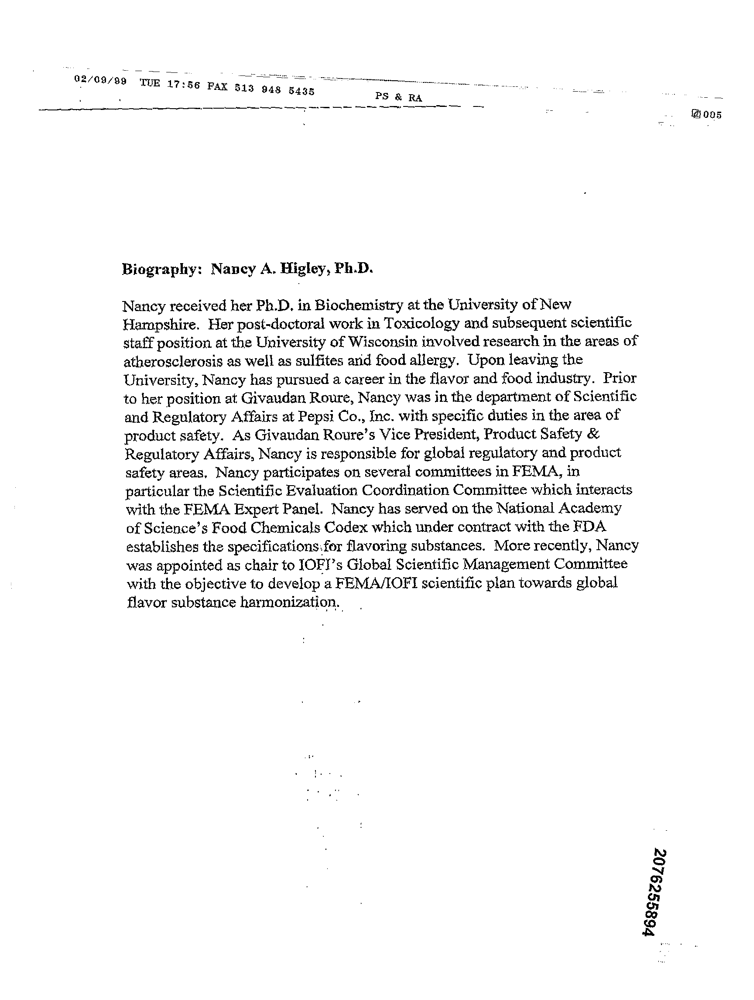 02/09/99 TUE 17:56 FAX 513 948 5435 PS & RA
005
Biography: Nancy A. Higley, Ph.D.
Nancy received her Ph.D. in Biochemistry at the University of New
Hampshire. Her post-doctoral work in Toxicology and subsequent scientific
staff position at the University of Wisconsin involved research in the areas of
atherosclerosis as well as sulfites and food allergy. Upon leaving the
University, Nancy has pursued a career in the flavor and food industry. Prior
to her position at Givaudan Roure, Nancy was in the department of Scientific
and Regulatory Affairs at Pepsi Co., Inc. with specific duties in the area of
product safety. As Givaudan Roure's Vice President, Product Safety &
Regulatory Affairs, Nancy is responsible for global regulatory and product
safety areas. Nancy participates on several committees in FEMA, in
particular the Scientific Evaluation Coordination Committee which interacts
with the FEMA Expert Panel. Nancy has served on the National Academy
of Science's Food Chemicals Codex which under contract with the FDA
establishes the specifications for flavoring substances. More recently, Nancy
was appointed as chair to IOFI's Global Scientific Management Committee
with the objective to develop a FEMA/IOFI scientific plan towards global
flavor substance harmonization.
2076255894